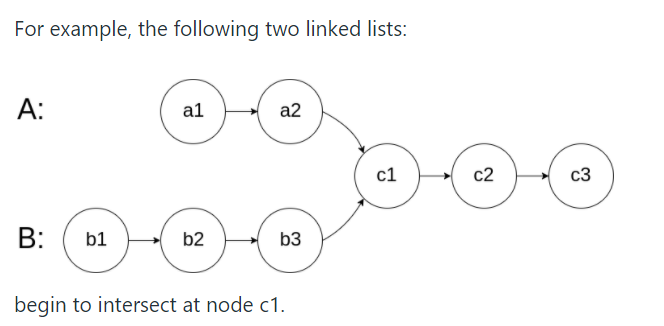 For example, the following two linked lists:
A:
a1
a2
c1
c2
c3
B:
b1
b2
b3
begin to intersect at node c1.